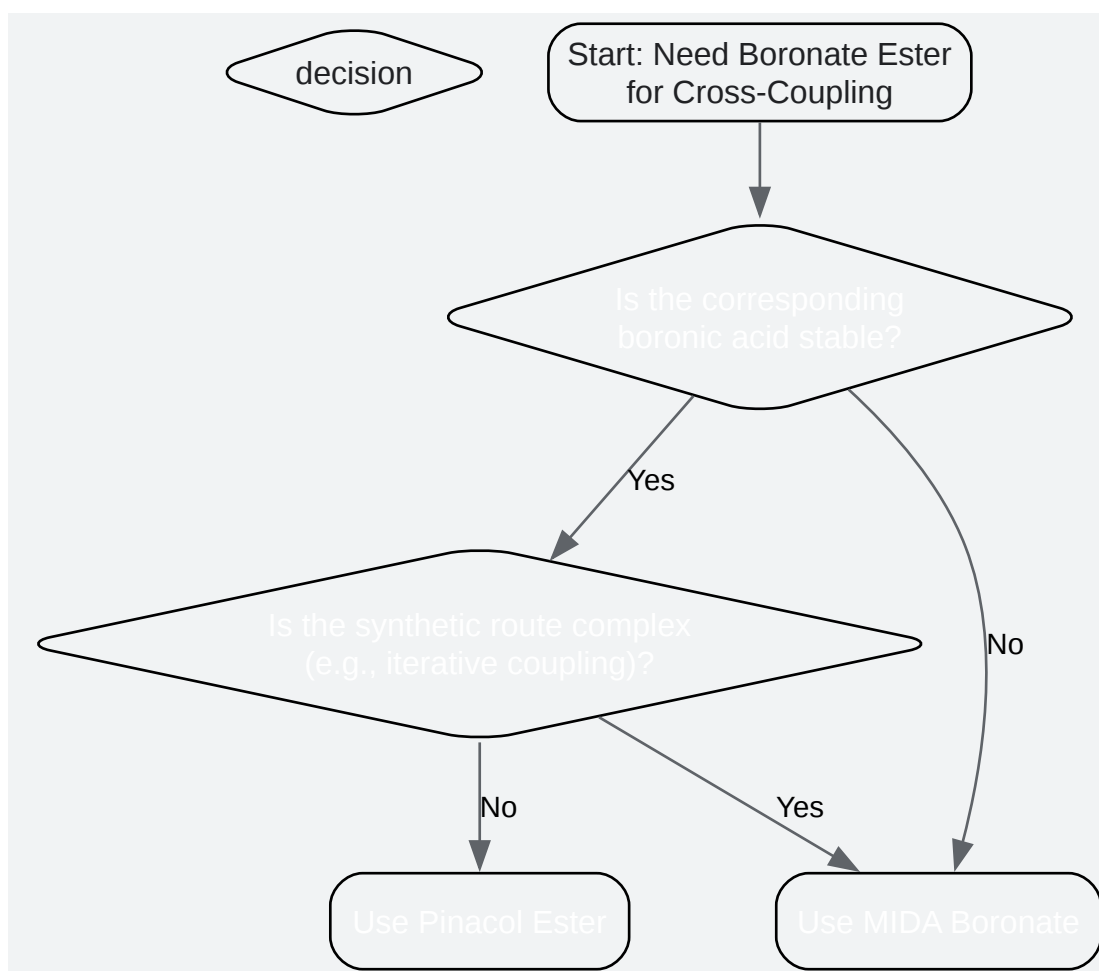 decision
Start: Need Boronate Ester
for Cross-Coupling
Is the corresponding
boronic acid stable?
Yes
Is the synthetic route complex
(e.g., iterative coupling)?
No
No
Yes
Use Pinacol Ester
Use MIDA Boronate